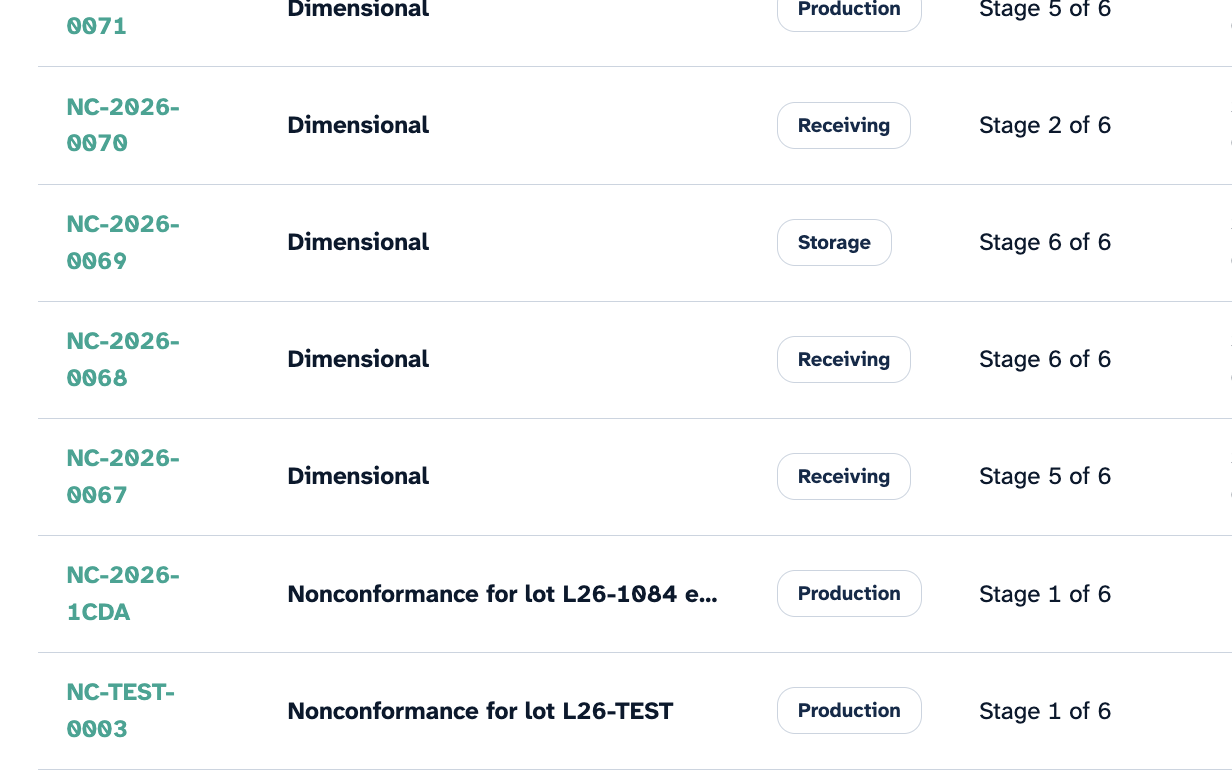 Dimensional Production Stage 5 of 6
0071
NC-2026-
0070
Dimensional Receiving Stage 2 of 6
NC-2026-
0069
Dimensional Storage Stage 6 of 6
NC-2026-
0068
Dimensional Receiving Stage 6 of 6
NC-2026-
0067
Dimensional Receiving Stage 5 of 6
NC-2026-
1CDA
Nonconformance for lot L26-1084 e... Production Stage 1 of 6
NC-TEST-
0003
Nonconformance for lot L26-TEST Production Stage 1 of 6